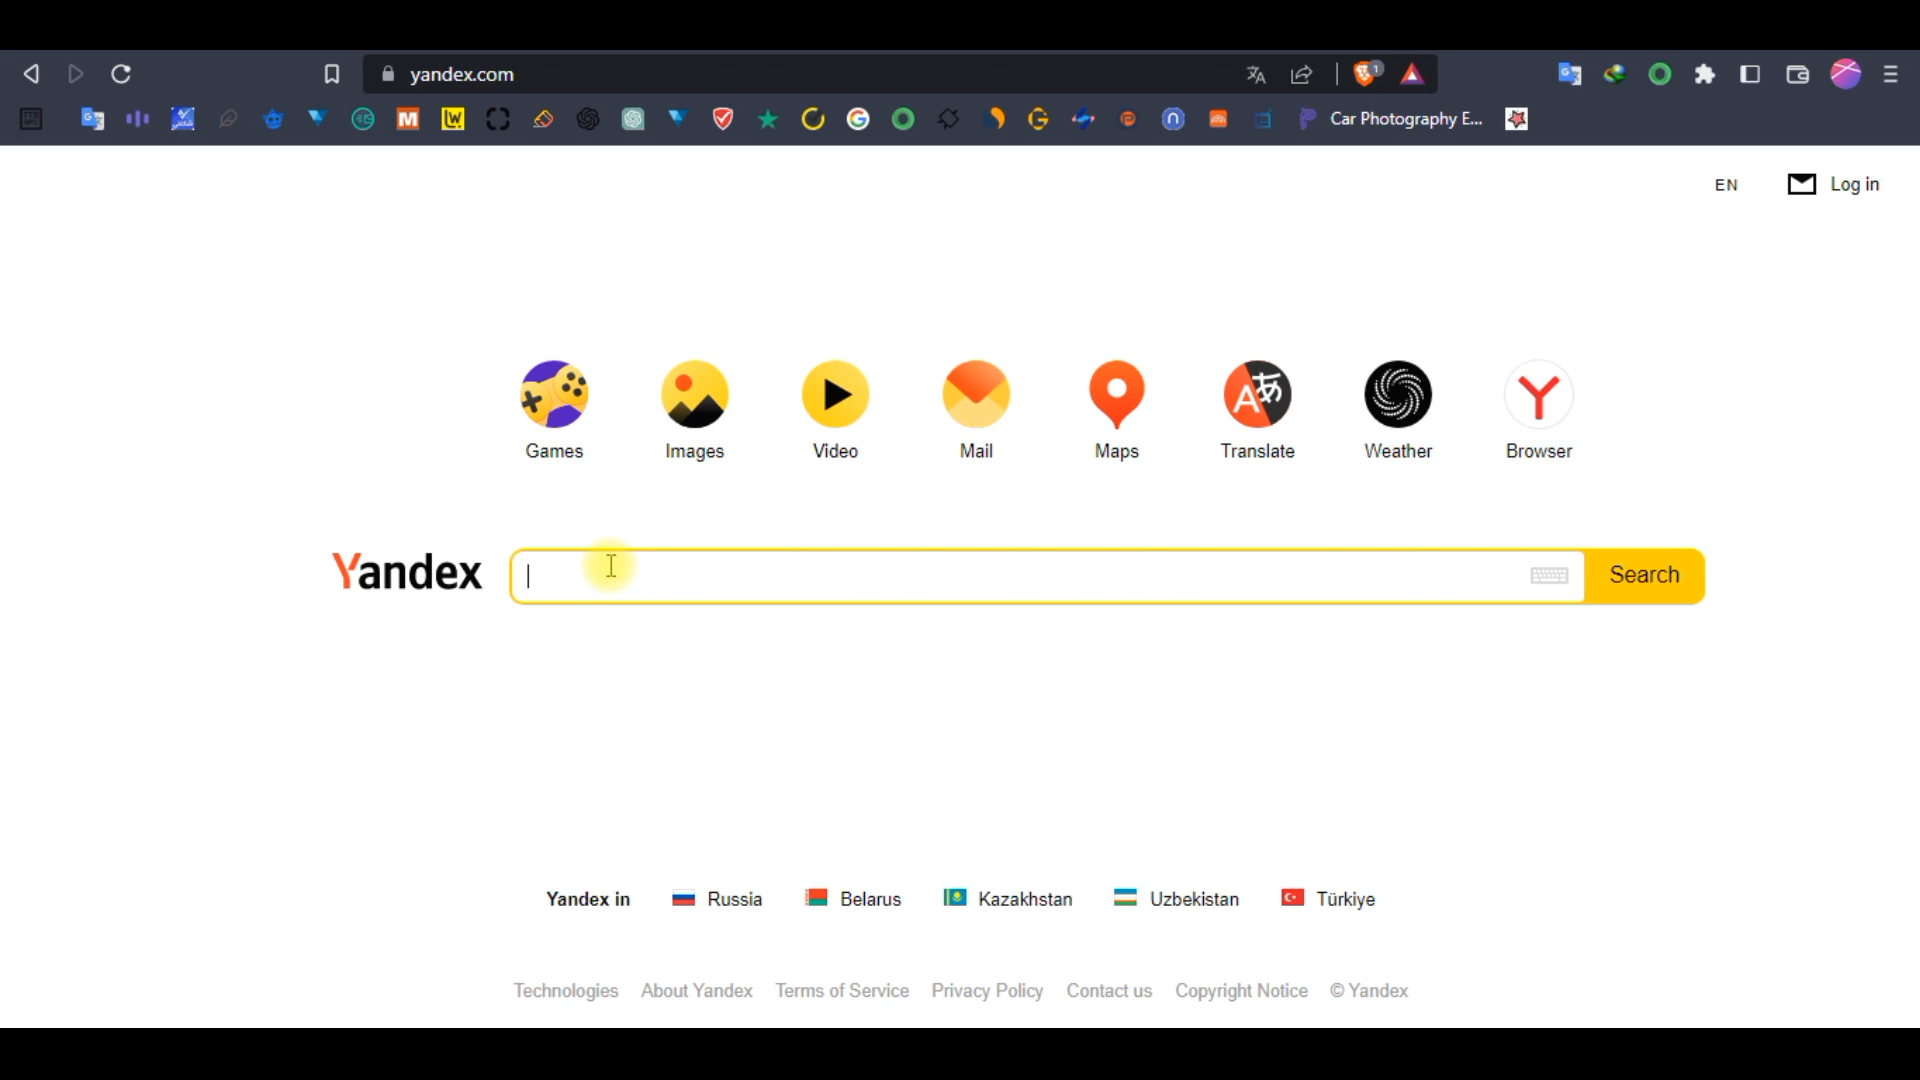 yandex.com
1
Car Photography E...
EN
Log in
Games
Images
Video
Mail
Maps
Translate
Weather
Browser
Yandex
Search
Yandex in
Russia
Belarus
Kazakhstan
Uzbekistan
Türkiye
Technologies
About Yandex
Terms of Service
Privacy Policy
Contact us
Copyright Notice
© Yandex